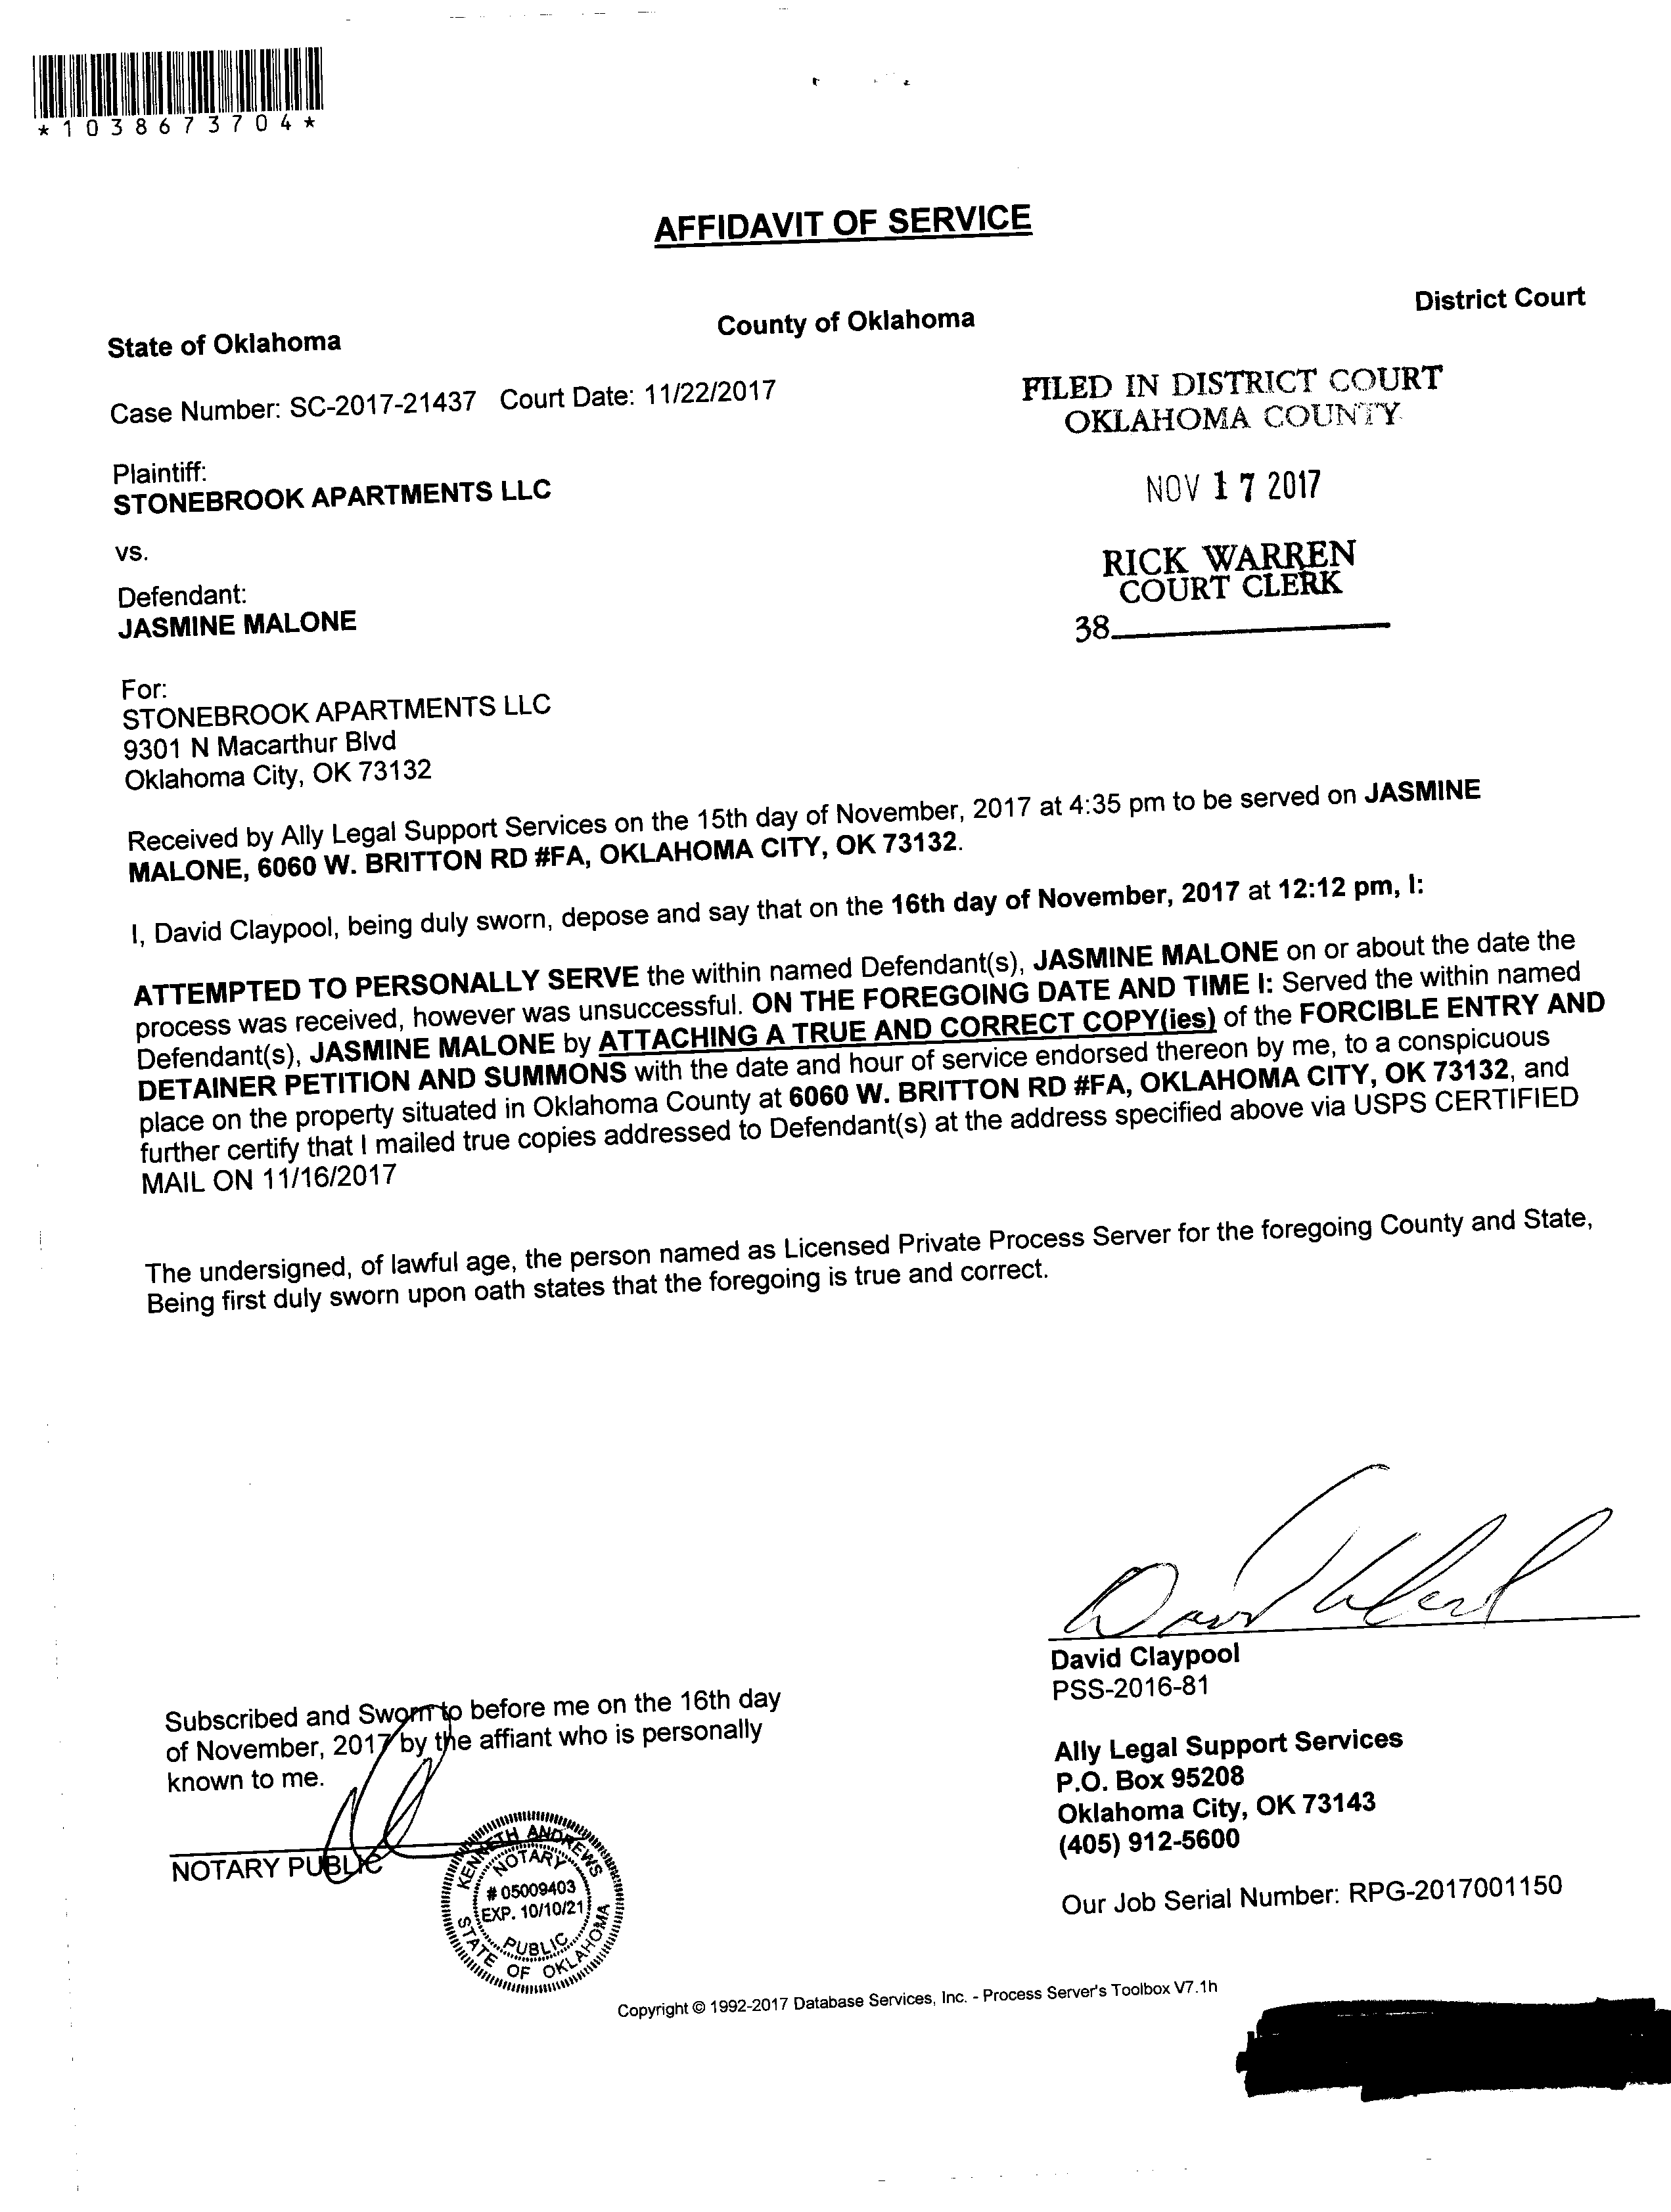 *1038673704*
AFFIDAVIT OF SERVICE
State of Oklahoma County of Oklahoma District Court
Case Number: SC-2017-21437 Court Date: 11/22/2017
FILED IN DISTRICT COURT
OKLAHOMA COUNTY
Plaintiff:
STONEBROOK APARTMENTS LLC
NOV 17 2017
vs.
RICK WARREN
COURT CLERK
Defendant:
JASMINE MALONE
38
For:
STONEBROOK APARTMENTS LLC
9301 N Macarthur Blvd
Oklahoma City, OK 73132
Received by Ally Legal Support Services on the 15th day of November, 2017 at 4:35 pm to be served on JASMINE
MALONE, 6060 W. BRITTON RD #FA, OKLAHOMA CITY, OK 73132.
I, David Claypool, being duly sworn, depose and say that on the 16th day of November, 2017 at 12:12 pm, I:
ATTEMPTED TO PERSONALLY SERVE the within named Defendant(s), JASMINE MALONE on or about the date the
process was received, however was unsuccessful. ON THE FOREGOING DATE AND TIME I: Served the within named
Defendant(s), JASMINE MALONE by ATTACHING A TRUE AND CORRECT COPY(ies) of the FORCIBLE ENTRY AND
DETAINER PETITION AND SUMMONS with the date and hour of service endorsed thereon by me, to a conspicuous
place on the property situated in Oklahoma County at 6060 W. BRITTON RD #FA, OKLAHOMA CITY, OK 73132, and
further certify that I mailed true copies addressed to Defendant(s) at the address specified above via USPS CERTIFIED
MAIL ON 11/16/2017
The undersigned, of lawful age, the person named as Licensed Private Process Server for the foregoing County and State,
Being first duly sworn upon oath states that the foregoing is true and correct.
David Claypool
PSS-2016-81
Subscribed and Sworn to before me on the 16th day
of November, 2017 by the affiant who is personally
known to me.
NOTARY PUBLIC
KENNETH ANDREWS
NOTARY
# 05009403
EXP. 10/10/21
PUBLIC
STATE OF OKLAHOMA
Ally Legal Support Services
P.O. Box 95208
Oklahoma City, OK 73143
(405) 912-5600
Our Job Serial Number: RPG-2017001150
Copyright © 1992-2017 Database Services, Inc. - Process Server's Toolbox V7.1h